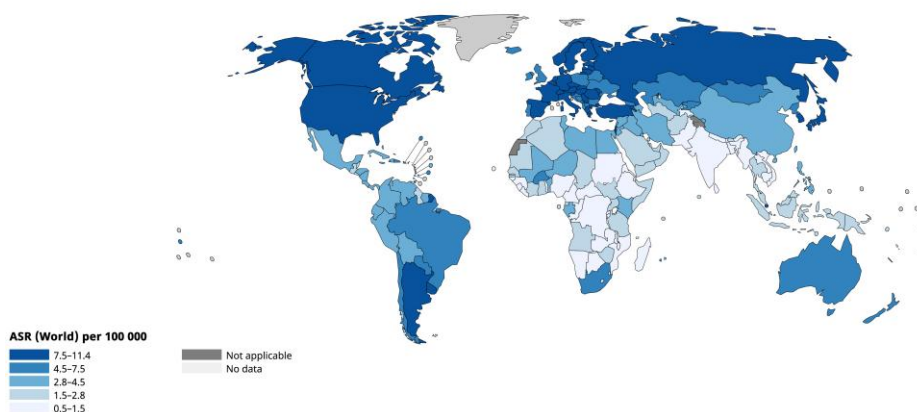 ASR (World) per 100 000
7.5–11.4
4.5–7.5
2.8–4.5
1.5–2.8
0.5–1.5
Not applicable
No data